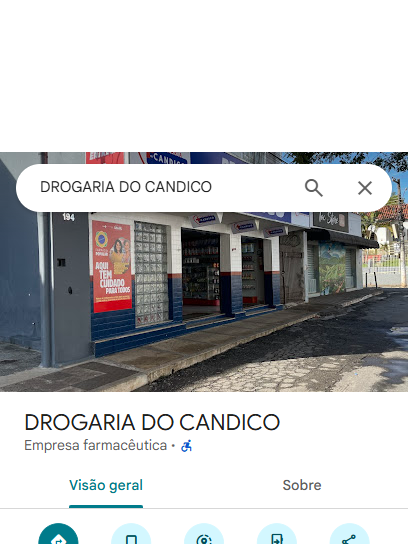 DROGARIA DO CANDICO
194
AQUI
TEM
CUIDADO
PARA TODOS
DROGARIA DO CANDICO
Empresa farmacêutica •
Visão geral
Sobre